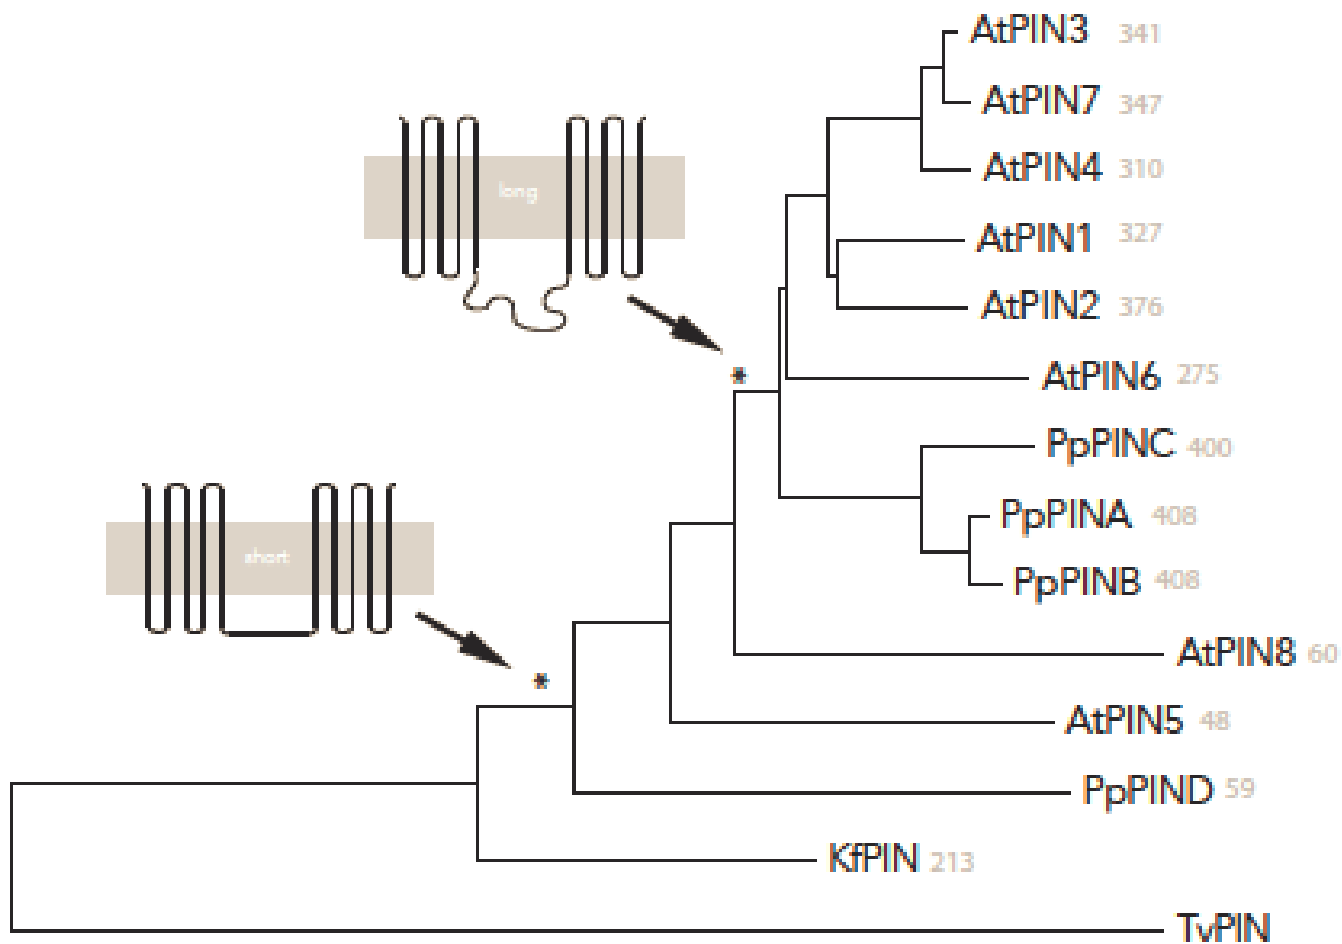 AtPIN3 341
AtPIN7 347
long
AtPIN4 310
AtPIN1 327
AtPIN2 376
*
AtPIN6 275
PpPINC 400
PpPINA 408
short
PpPINB 408
AtPIN8 60
*
AtPIN5 48
PpPIND 59
KfPIN 213
TvPIN